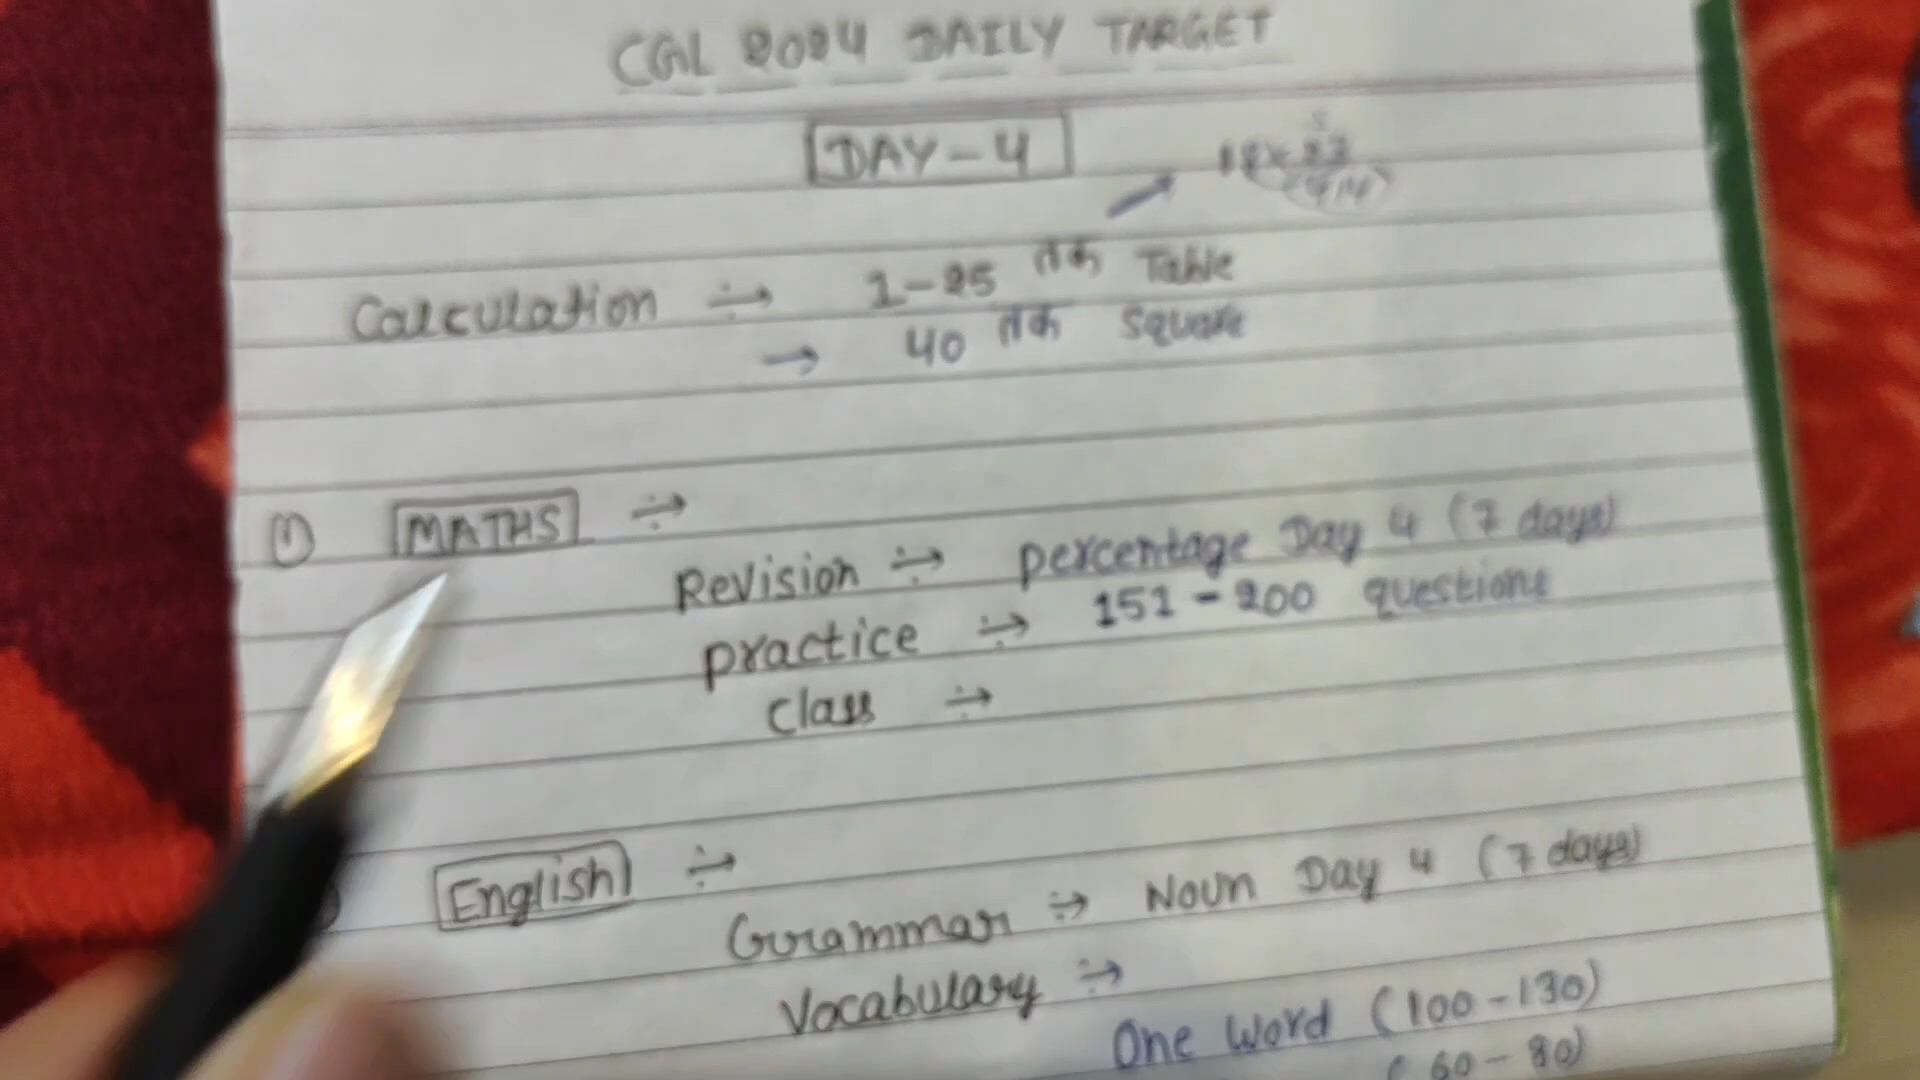 CGL 2024 DAILY TARGET
DAY-4
Calculation ÷→ 1-25 तक Table
→ 40 तक Square
① MATHS ÷→
Revision ÷→ percentage Day 4 (7 days)
practice ÷→ 151-200 questions
Class ÷→
English ÷→
Grammar ÷→ Noun Day 4 (7 days)
Vocabulary ÷→
One Word (100-130)
(60-80)